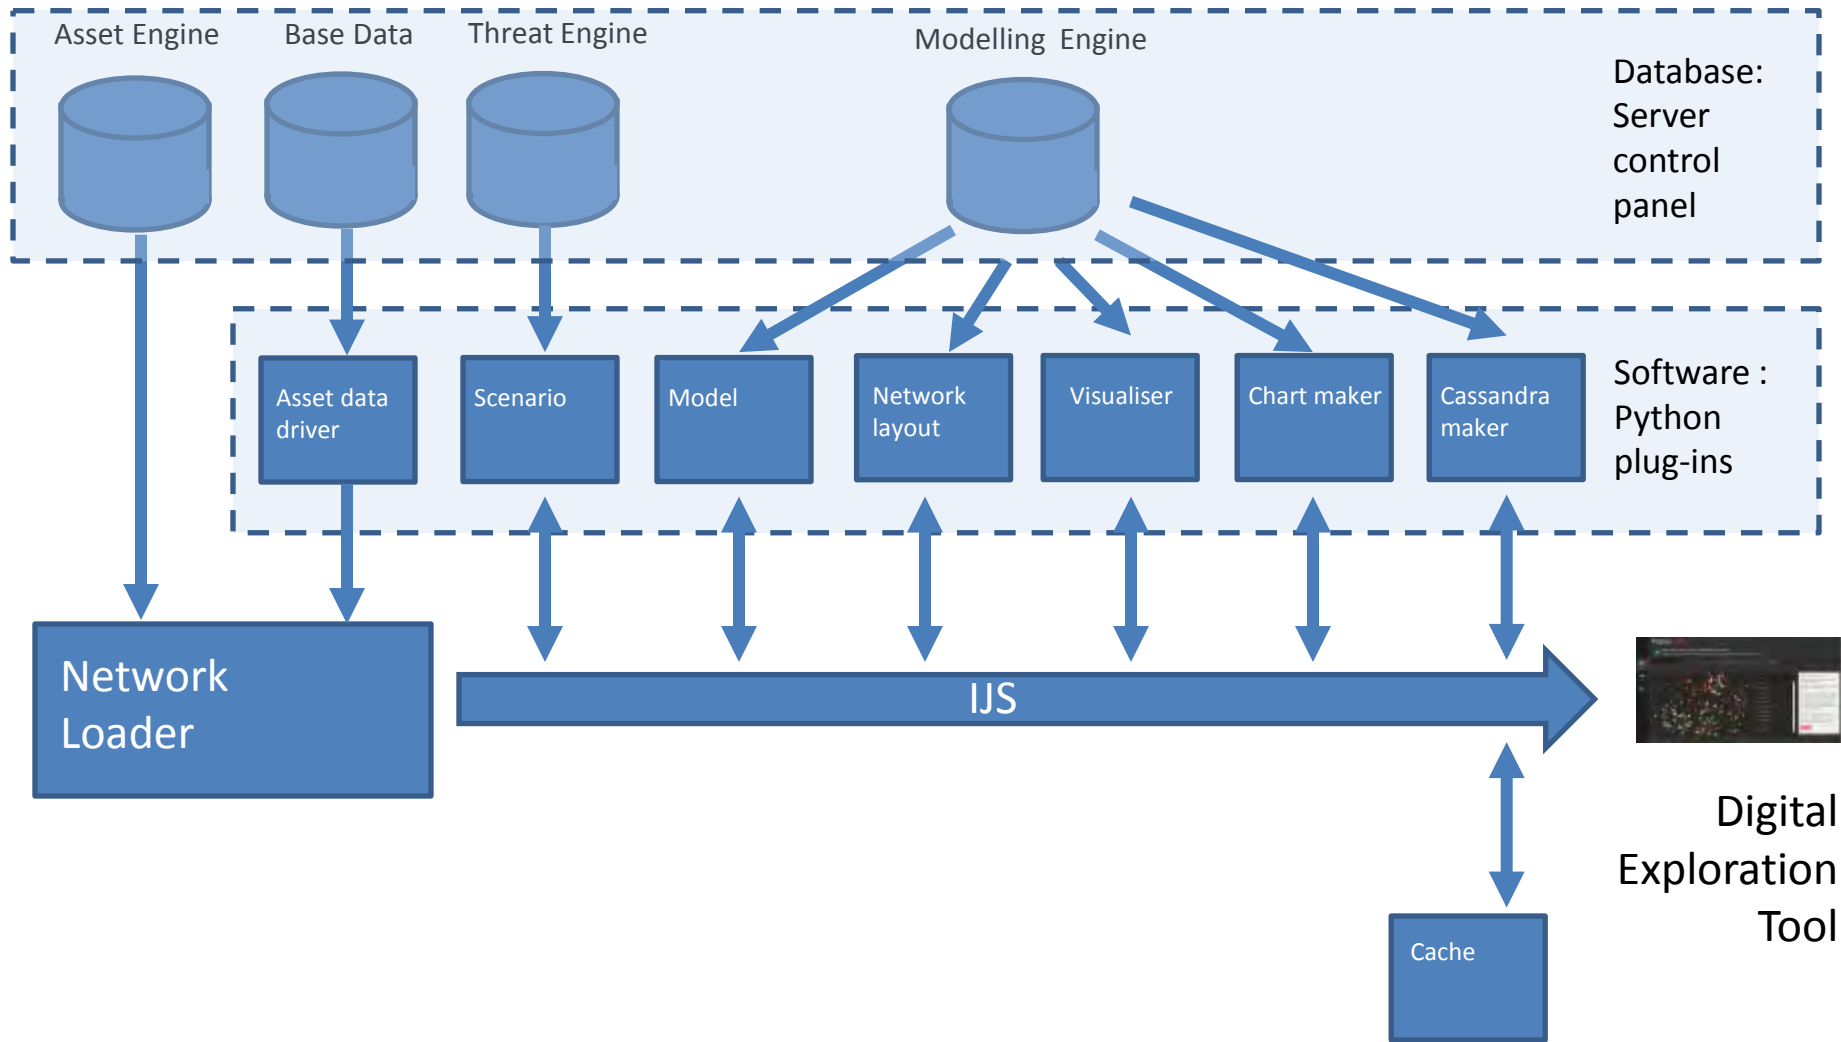 Asset Engine
Base Data
Threat Engine
Modelling Engine
Database:
Server
control
panel
Asset data
driver
Scenario
Model
Network
layout
Visualiser
Chart maker
Cassandra
maker
Software :
Python
plug-ins
Network
Loader
IJS
Digital
Exploration
Tool
Cache